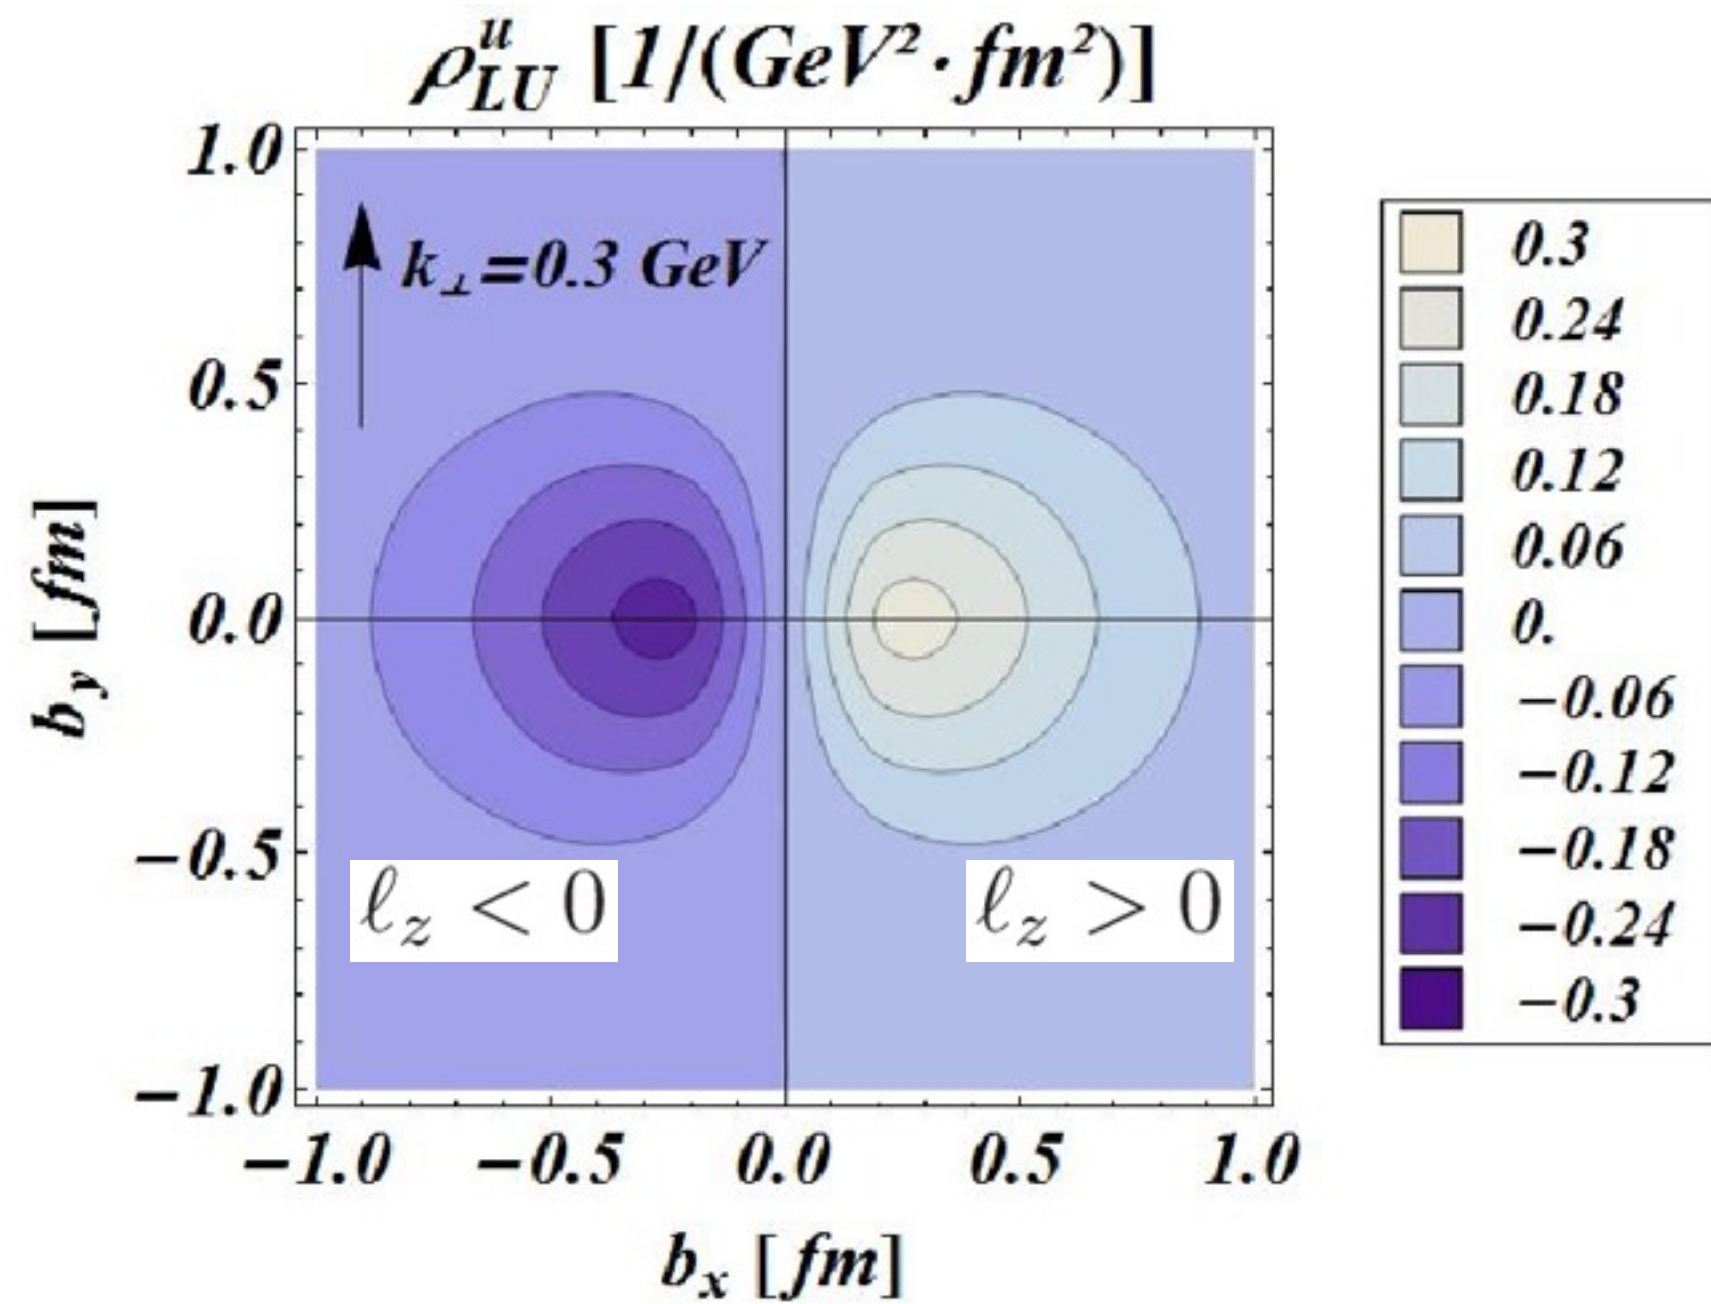 ρ^u_LU [1/(GeV²·fm²)]
1.0
k⊥=0.3 GeV
0.5
0.0
−0.5
−1.0
b_y [fm]
ℓ_z < 0
ℓ_z > 0
−1.0 −0.5 0.0 0.5 1.0
b_x [fm]
0.3
0.24
0.18
0.12
0.06
0.
−0.06
−0.12
−0.18
−0.24
−0.3